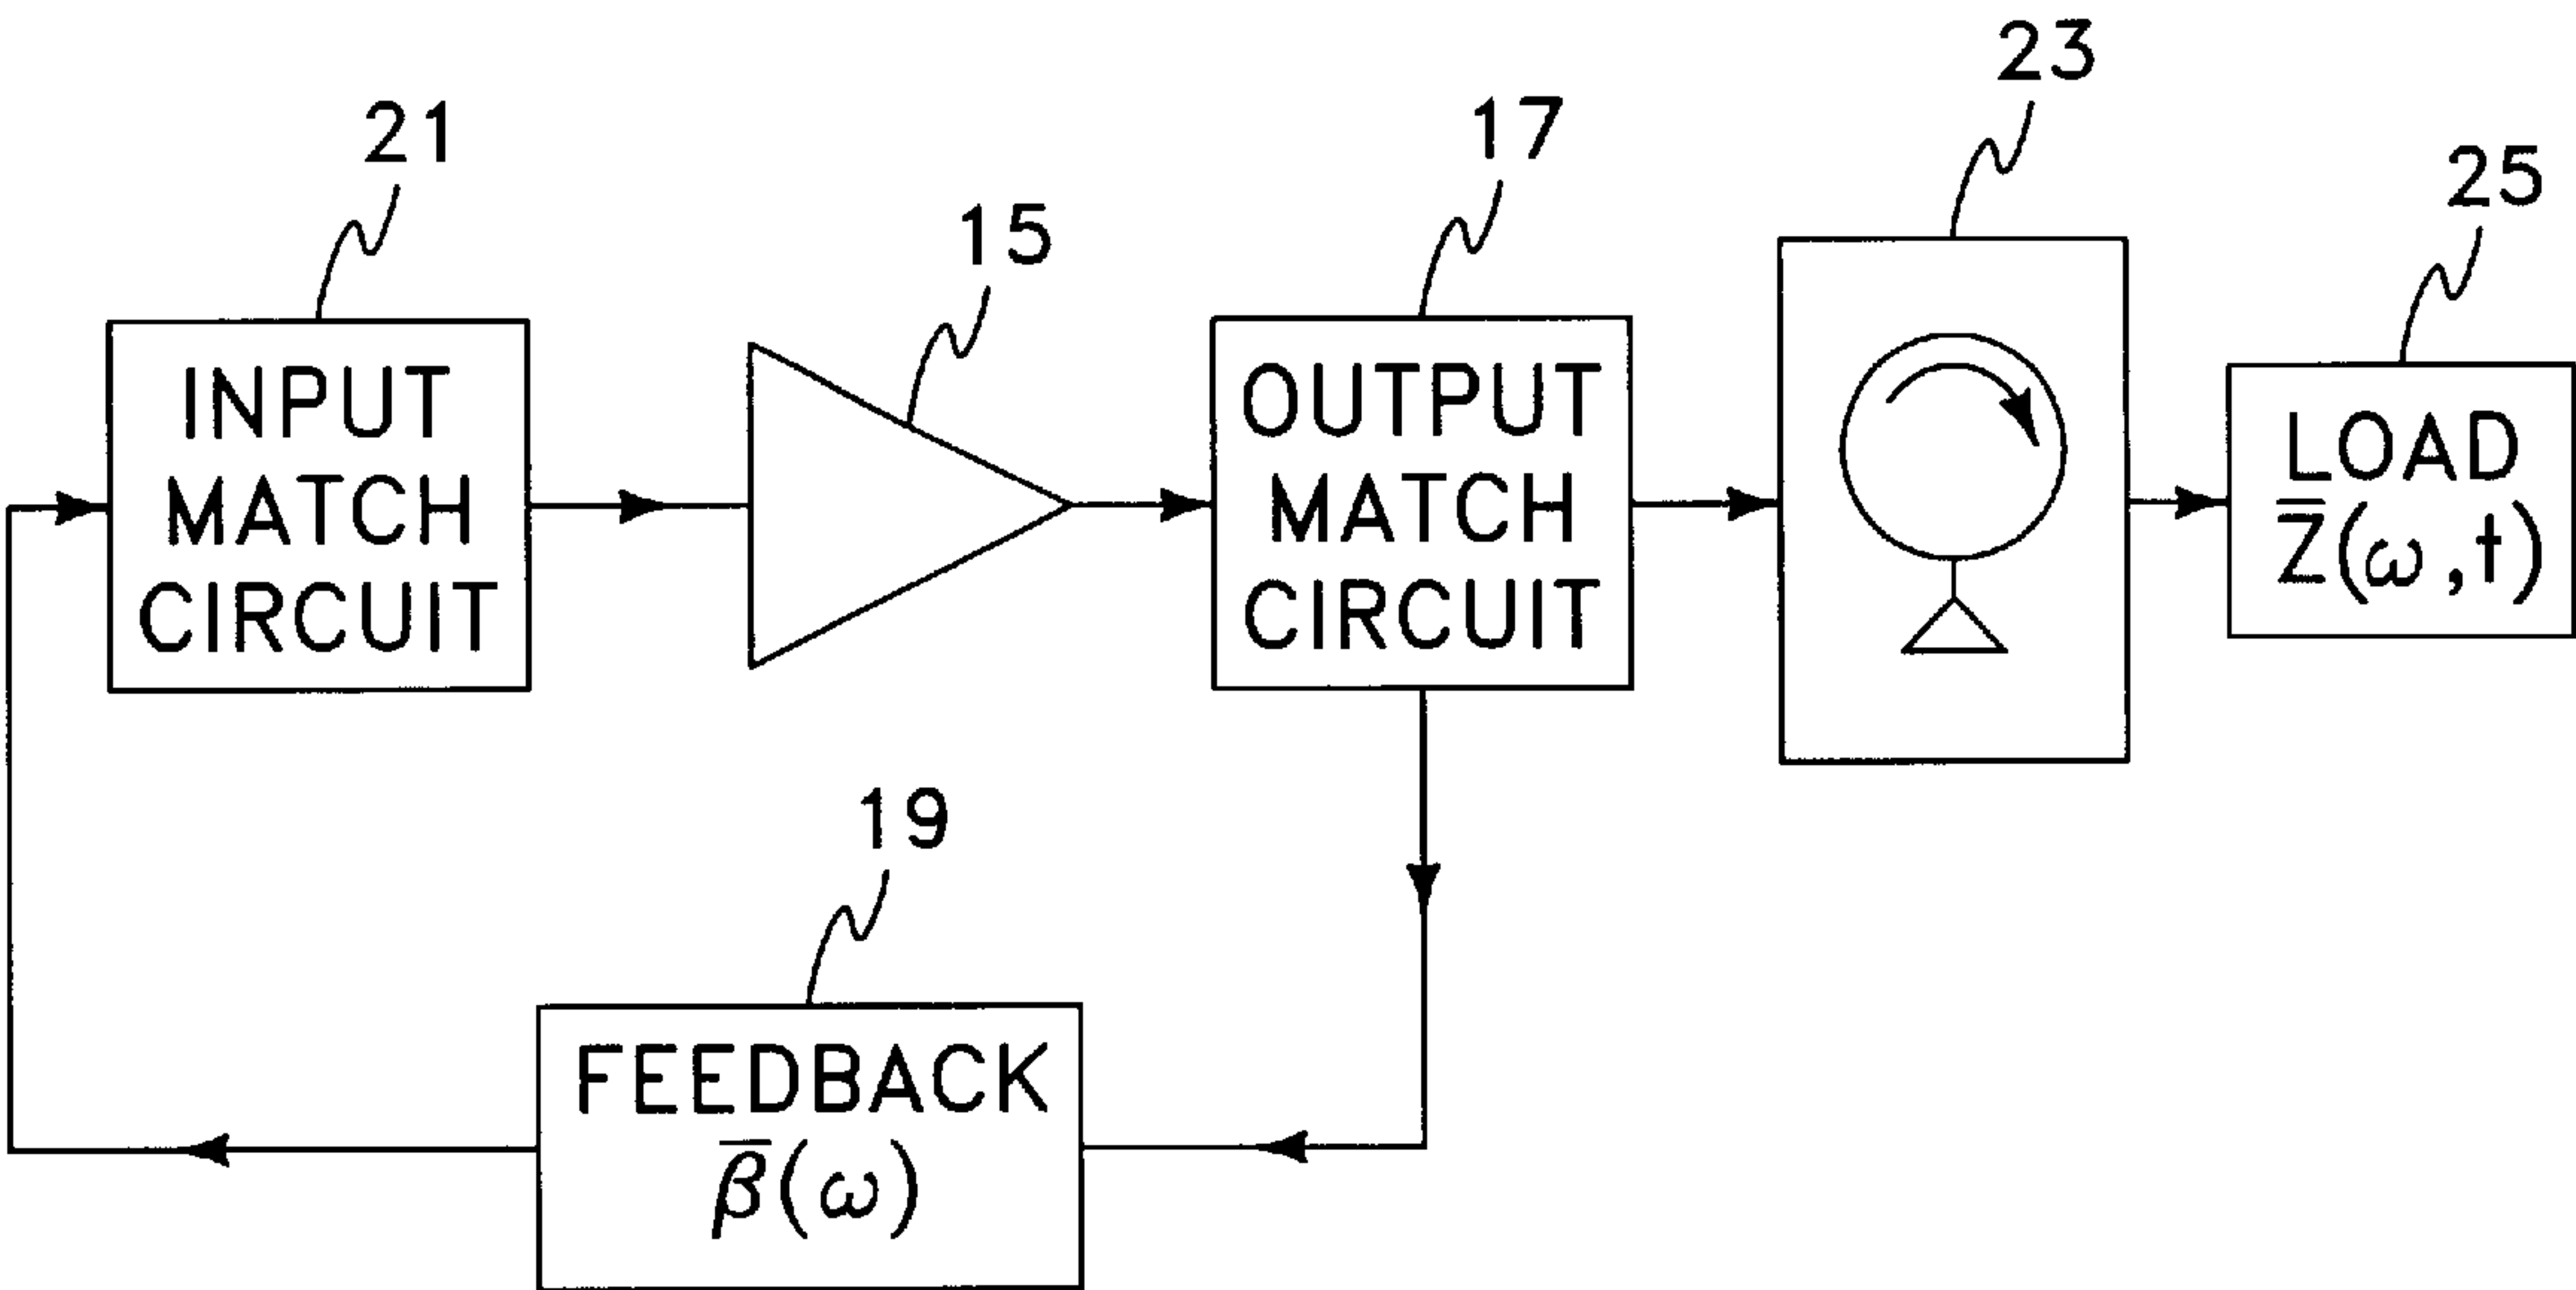 21
15
17
23
25
INPUT
MATCH
CIRCUIT
OUTPUT
MATCH
CIRCUIT
LOAD
Z̅(ω,t)
19
FEEDBACK
β̅(ω)